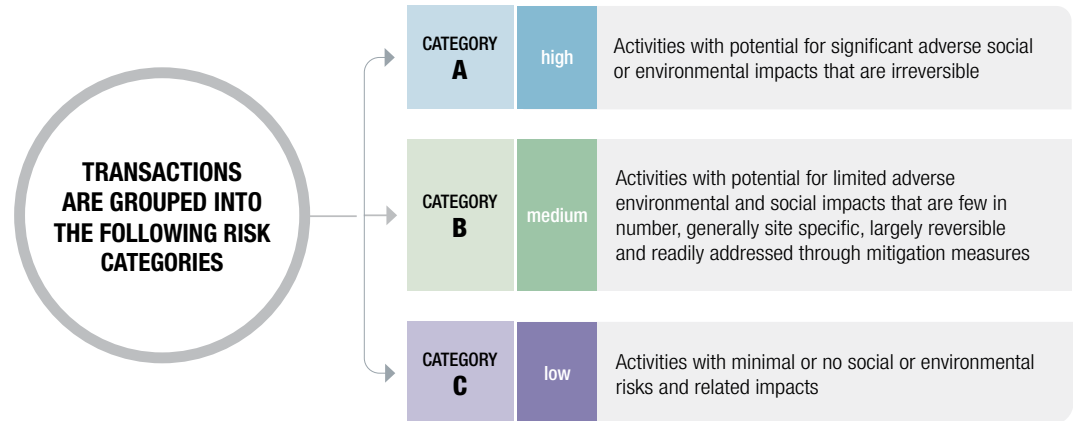 TRANSACTIONS
ARE GROUPED INTO
THE FOLLOWING RISK
CATEGORIES
CATEGORY
A
high
Activities with potential for significant adverse social
or environmental impacts that are irreversible
CATEGORY
B
medium
Activities with potential for limited adverse
environmental and social impacts that are few in
number, generally site specific, largely reversible
and readily addressed through mitigation measures
CATEGORY
C
low
Activities with minimal or no social or environmental
risks and related impacts